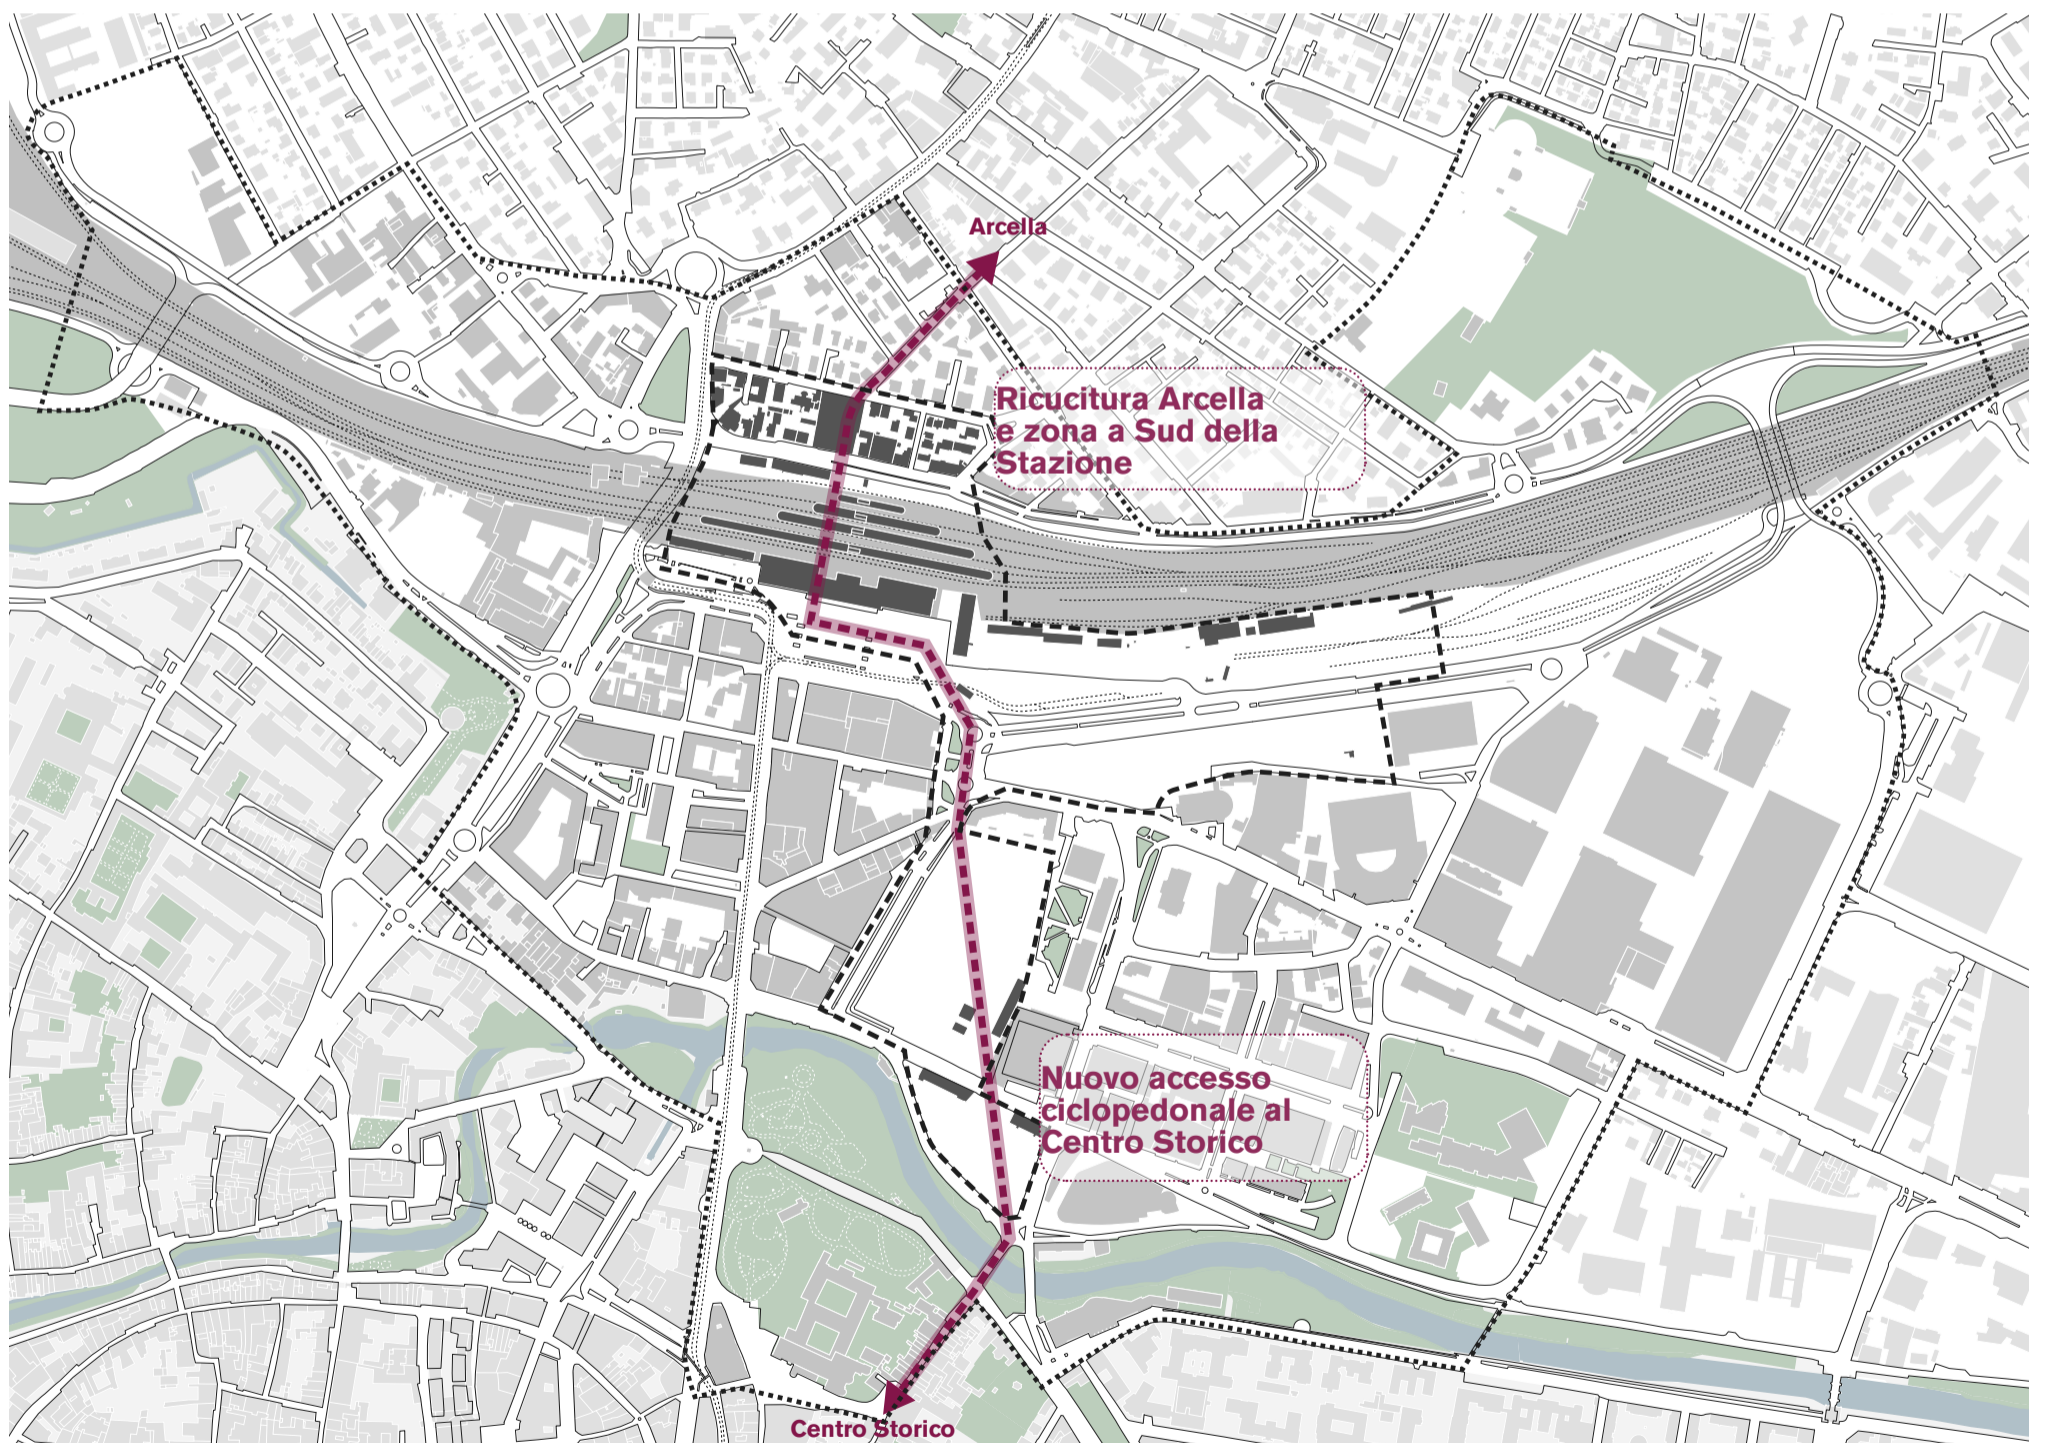 Arcella
Ricucitura Arcella
e zona a Sud della
Stazione
Nuovo accesso
ciclopedonale al
Centro Storico
Centro Storico